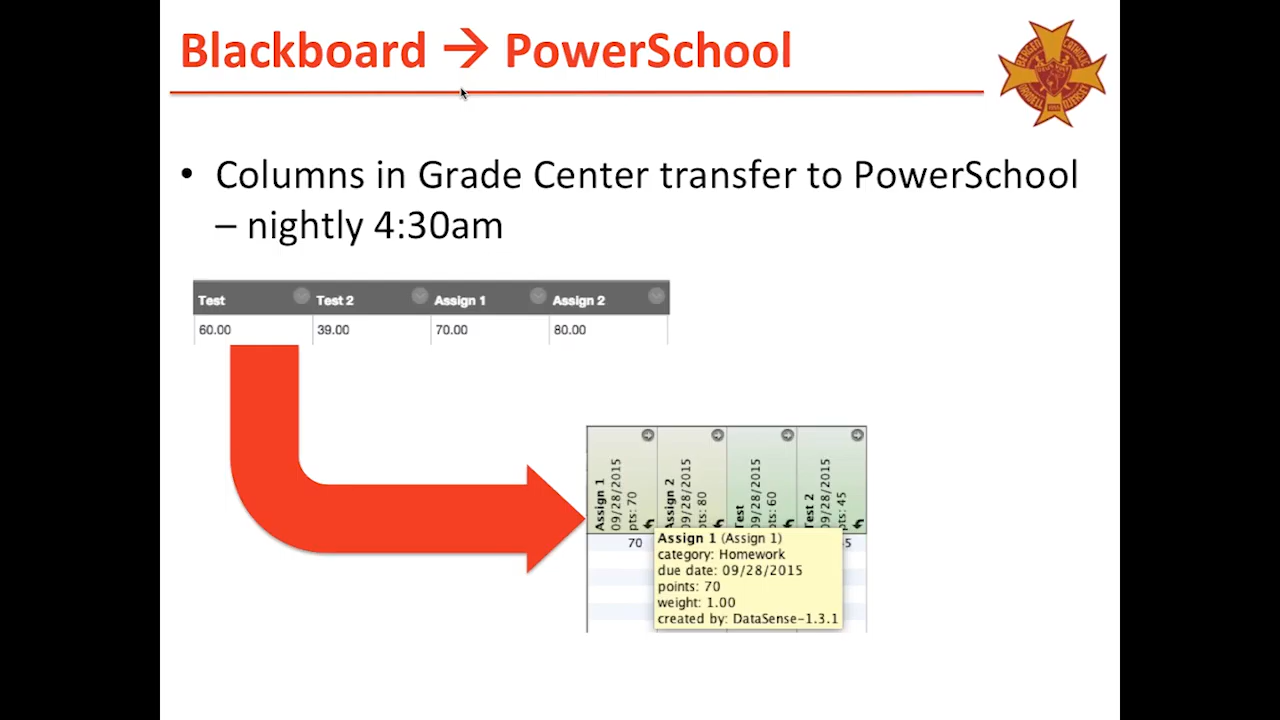 Blackboard → PowerSchool
• Columns in Grade Center transfer to PowerSchool
– nightly 4:30am
Test Test 2 Assign 1 Assign 2
60.00 39.00 70.00 80.00
Assign 1
09/28/2015
pts: 70
Assign 2
09/28/2015
pts: 80
Test
09/28/2015
pts: 60
Test 2
09/28/2015
pts: 45
70
Assign 1 (Assign 1)
category: Homework
due date: 09/28/2015
points: 70
weight: 1.00
created by: DataSense-1.3.1